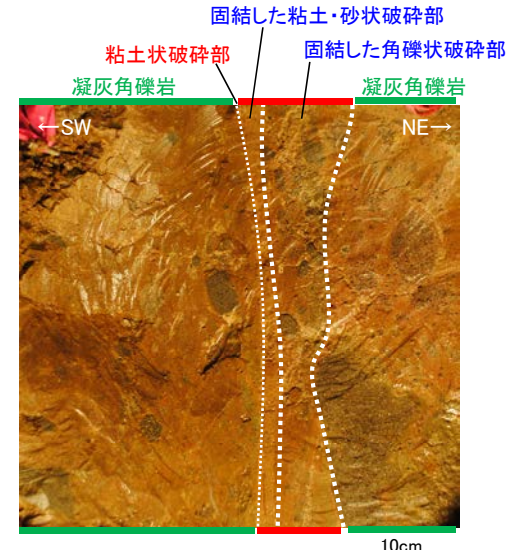 固結した粘土・砂状破砕部
粘土状破砕部
固結した角礫状破砕部
凝灰角礫岩
凝灰角礫岩
←SW
NE→
10cm